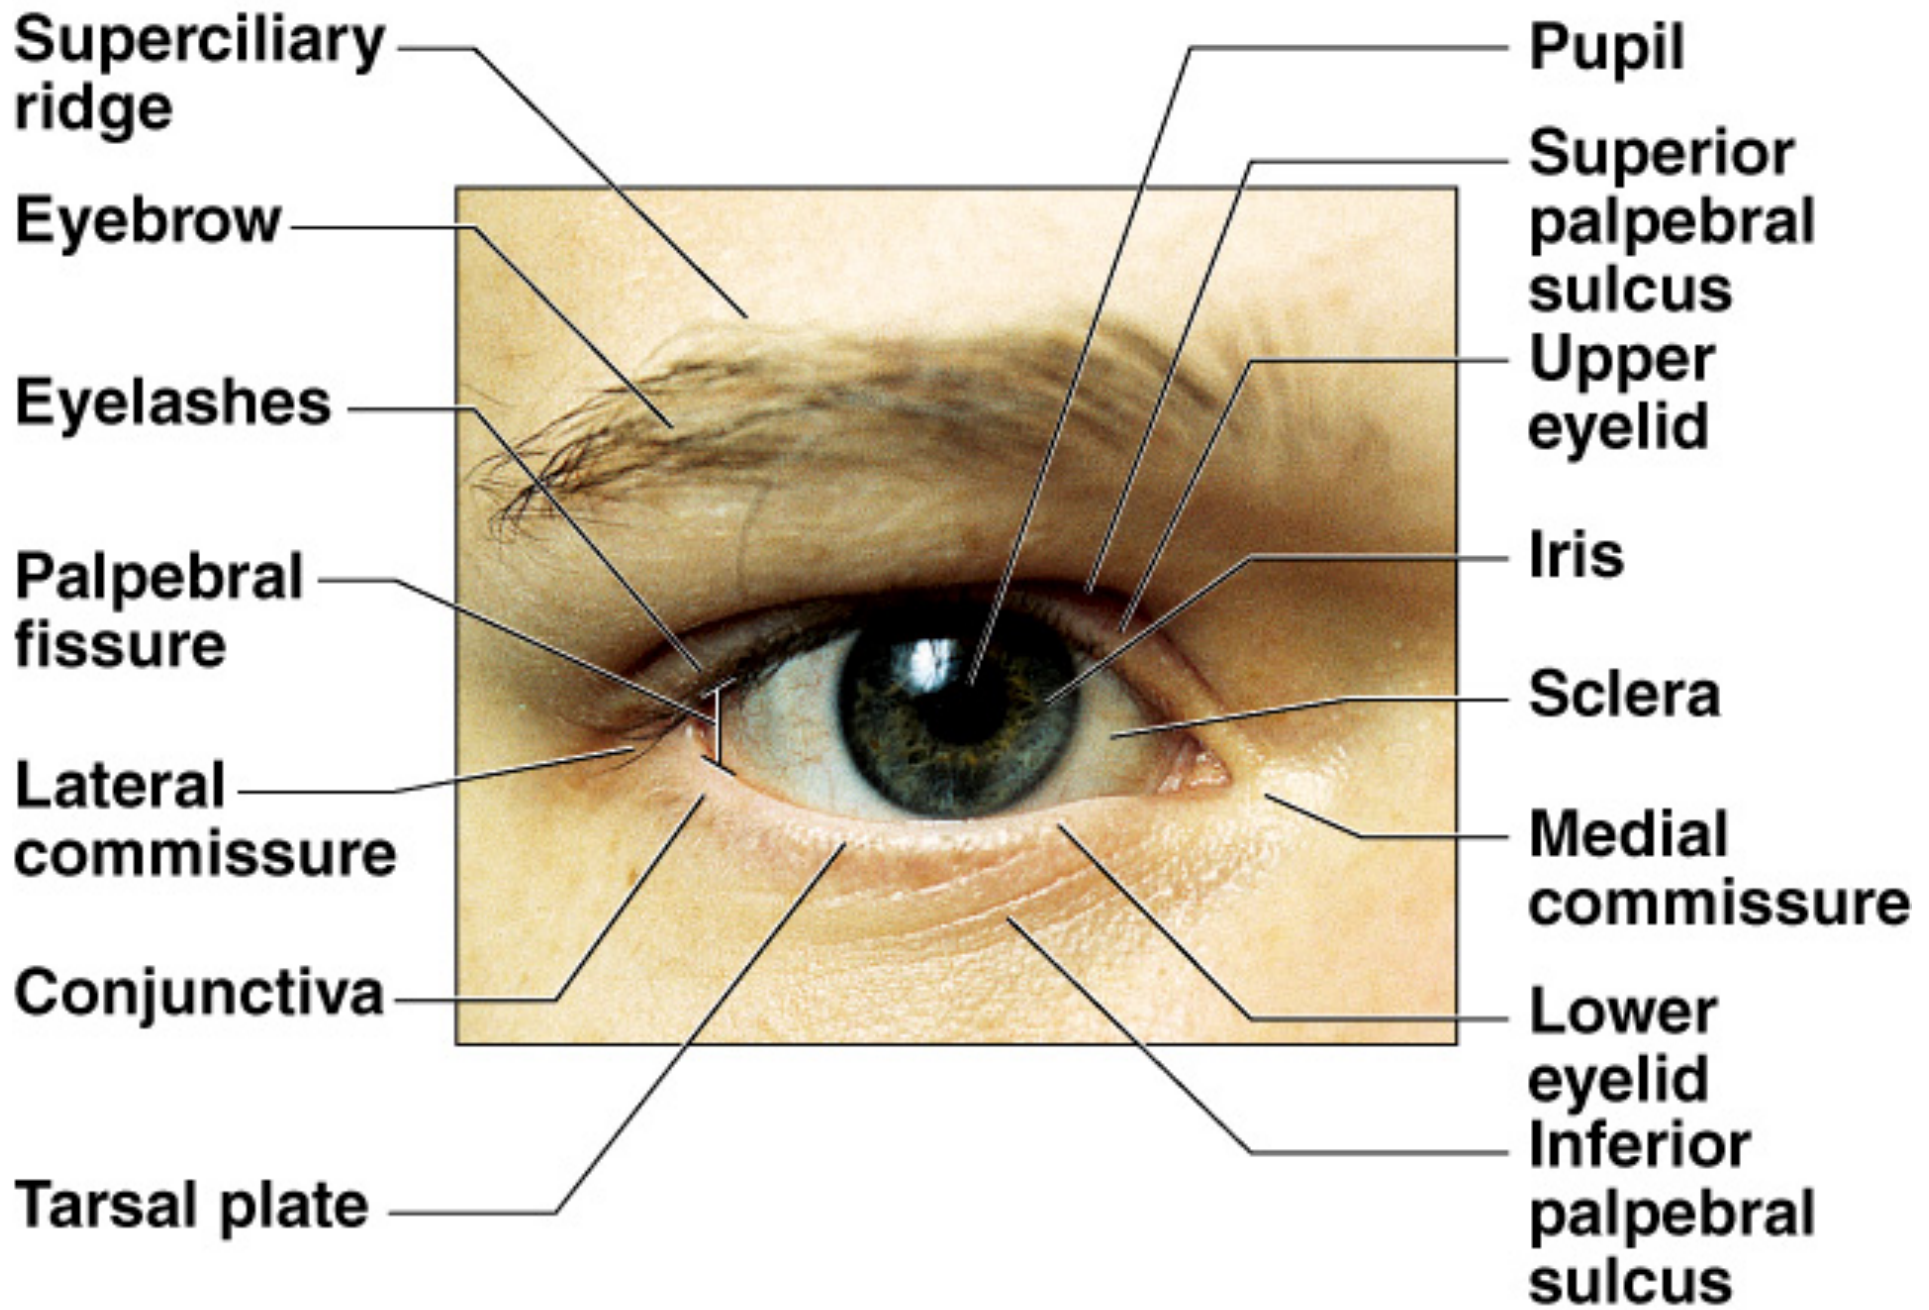 Superciliary
ridge
Eyebrow
Eyelashes
Palpebral
fissure
Lateral
commissure
Conjunctiva
Tarsal plate
Pupil
Superior
palpebral
sulcus
Upper
eyelid
Iris
Sclera
Medial
commissure
Lower
eyelid
Inferior
palpebral
sulcus